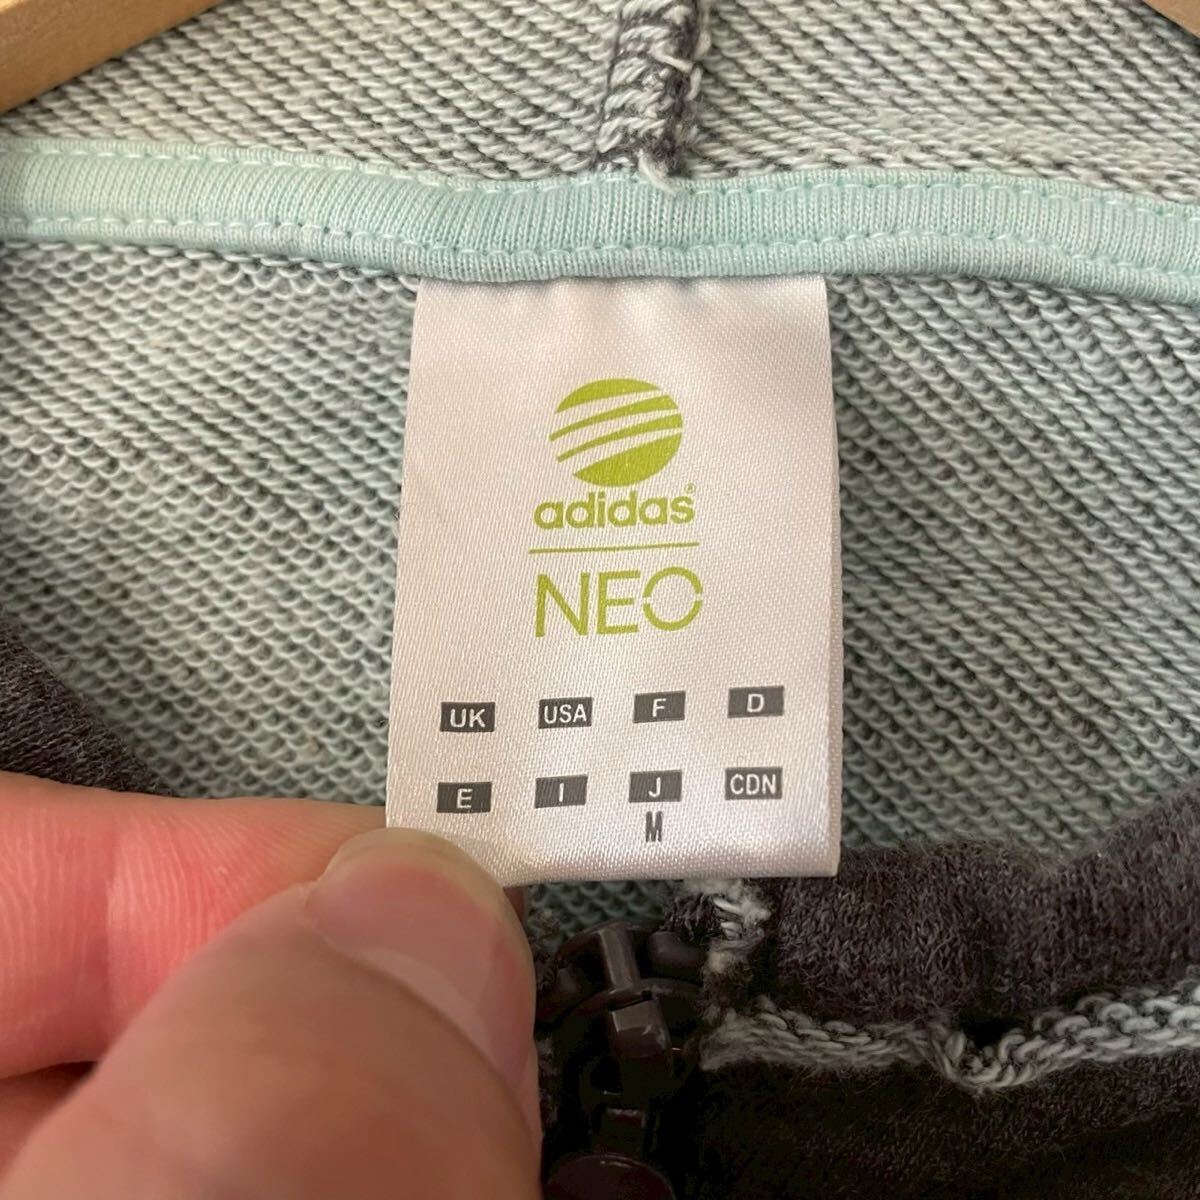 adidas®
NEO
UK USA F D
E I J CDN
M